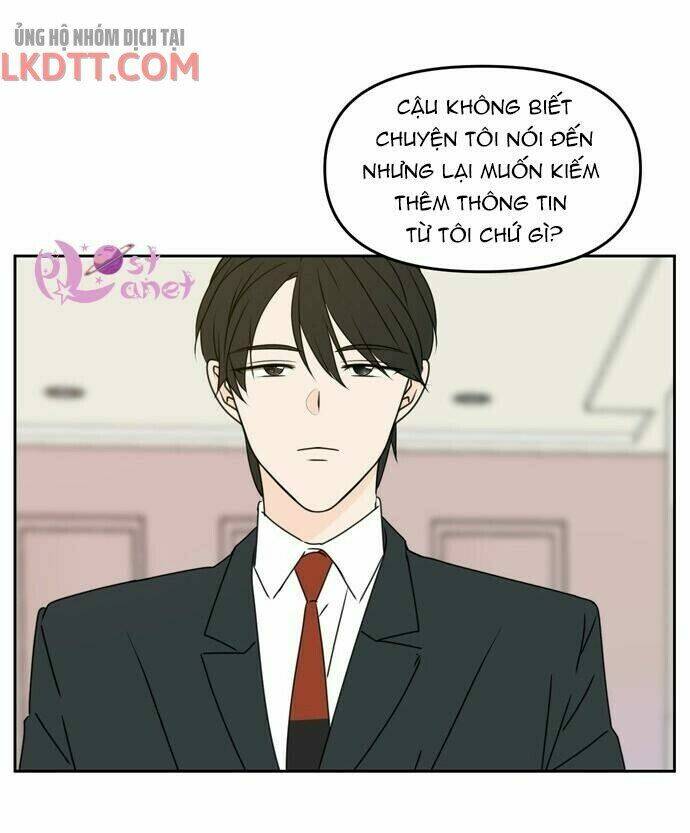 ỦNG HỘ NHÓM DỊCH TẠI
LKDTT.COM
CẬU KHÔNG BIẾT
CHUYỆN TÔI NÓI ĐẾN
NHƯNG LẠI MUỐN KIẾM
THÊM THÔNG TIN
TỪ TÔI CHỨ GÌ?
Lost
Planet